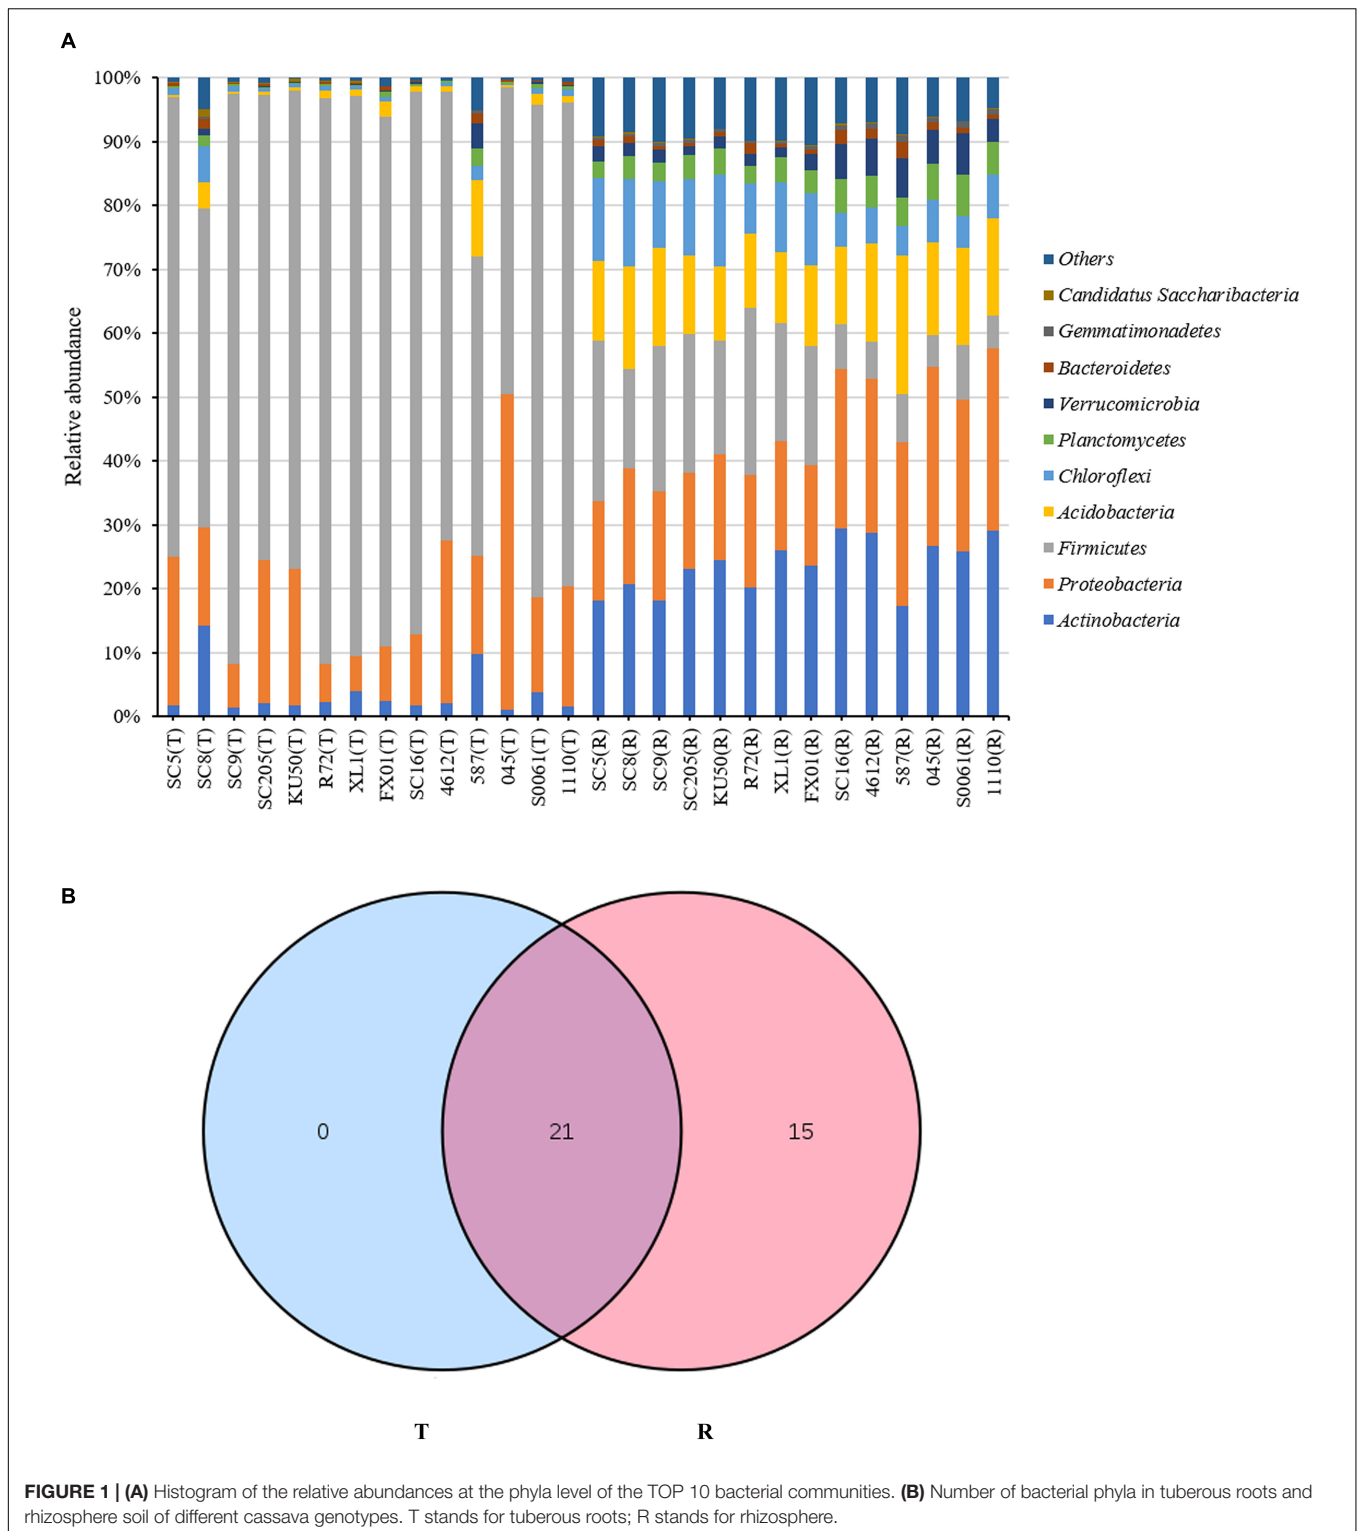 A
100%
90%
80%
70%
60%
50%
40%
30%
20%
10%
0%
Relative abundance
SC5(T)
SC8(T)
SC9(T)
SC205(T)
KU50(T)
R72(T)
XL1(T)
FX01(T)
SC16(T)
4612(T)
587(T)
045(T)
S0061(T)
1110(T)
SC5(R)
SC8(R)
SC9(R)
SC205(R)
KU50(R)
R72(R)
XL1(R)
FX01(R)
SC16(R)
4612(R)
587(R)
045(R)
S0061(R)
1110(R)
Others
Candidatus Saccharibacteria
Gemmatimonadetes
Bacteroidetes
Verrucomicrobia
Planctomycetes
Chloroflexi
Acidobacteria
Firmicutes
Proteobacteria
Actinobacteria
B
0
21
15
T
R
FIGURE 1 | (A) Histogram of the relative abundances at the phyla level of the TOP 10 bacterial communities. (B) Number of bacterial phyla in tuberous roots and
rhizosphere soil of different cassava genotypes. T stands for tuberous roots; R stands for rhizosphere.